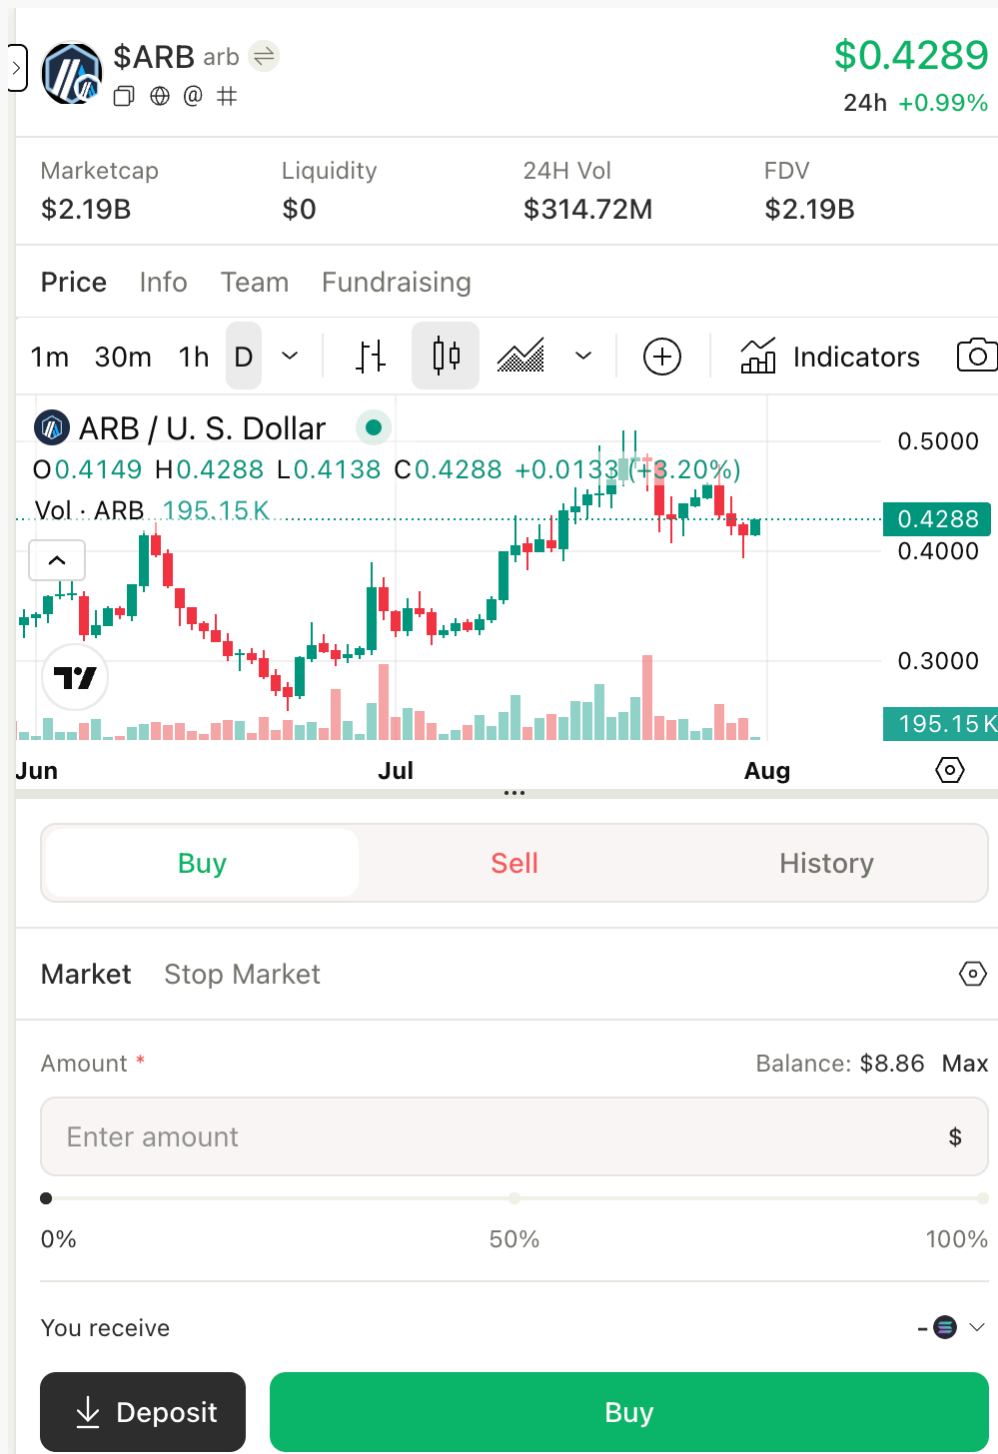 $ARB arb
$0.4289
@ #
24h +0.99%
Marketcap Liquidity 24H Vol FDV
$2.19B $0 $314.72M $2.19B
Price Info Team Fundraising
1m 30m 1h D Indicators
ARB / U. S. Dollar
O0.4149 H0.4288 L0.4138 C0.4288 +0.0133 (+3.20%)
Vol · ARB 195.15K
0.5000
0.4288
0.4000
0.3000
195.15K
Jun Jul Aug
Buy Sell History
Market Stop Market
Amount * Balance: $8.86 Max
Enter amount $
0% 50% 100%
You receive -
Deposit Buy